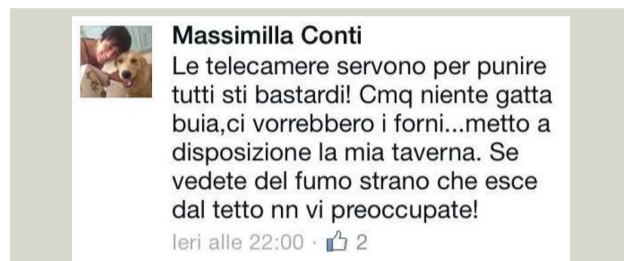 Massimilla Conti
Le telecamere servono per punire
tutti sti bastardi! Cmq niente gatta
buia,ci vorrebbero i forni...metto a
disposizione la mia taverna. Se
vedete del fumo strano che esce
dal tetto nn vi preoccupate!
Ieri alle 22:00 · 2